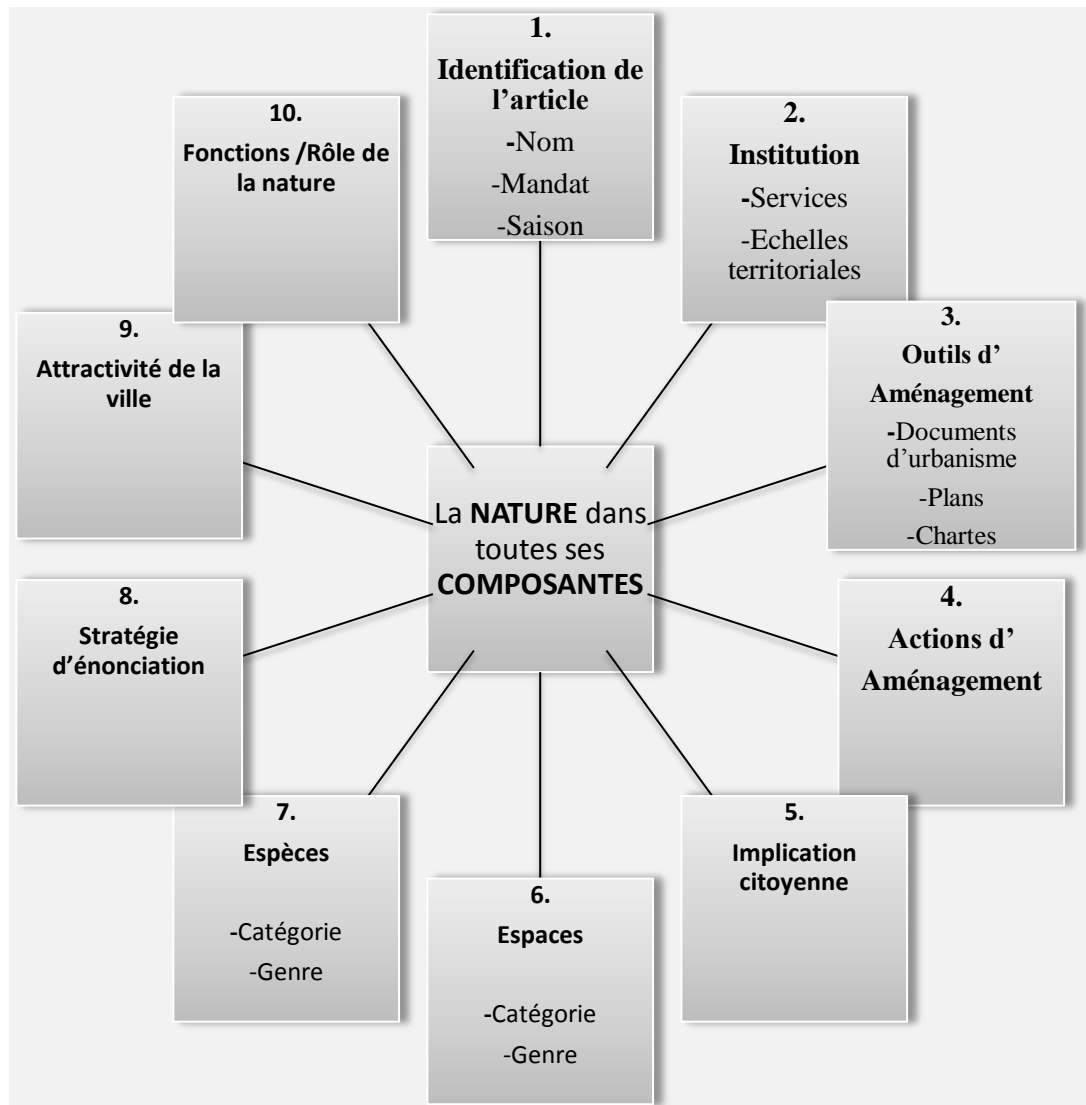 1.
Identification de
l'article
-Nom
-Mandat
-Saison
2.
Institution
-Services
-Echelles
territoriales
3.
Outils d'
Aménagement
-Documents
d'urbanisme
-Plans
-Chartes
4.
Actions d'
Aménagement
5.
Implication
citoyenne
6.
Espaces
-Catégorie
-Genre
7.
Espèces
-Catégorie
-Genre
8.
Stratégie
d'énonciation
9.
Attractivité de la
ville
10.
Fonctions /Rôle de
la nature
La NATURE dans
toutes ses
COMPOSANTES